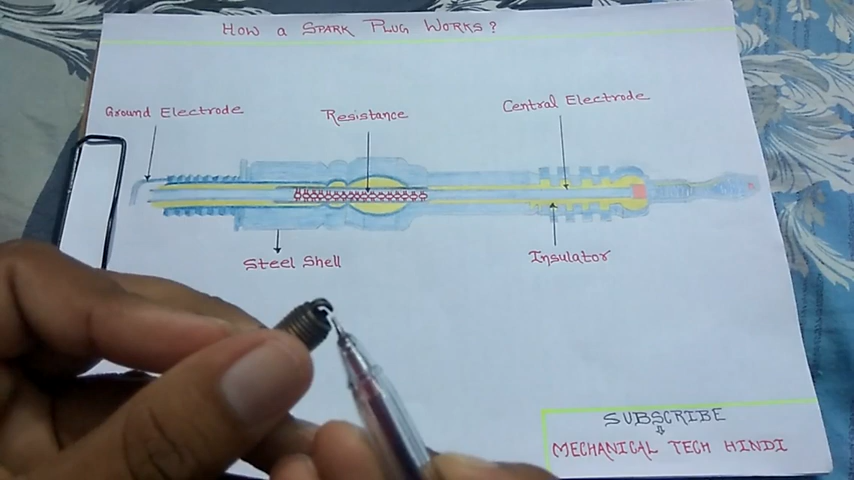 HOW a SPARK PLUG WORKS?
Ground Electrode
Resistance
Central Electrode
Steel Shell
Insulator
SUBSCRIBE
MECHANICAL TECH HINDI